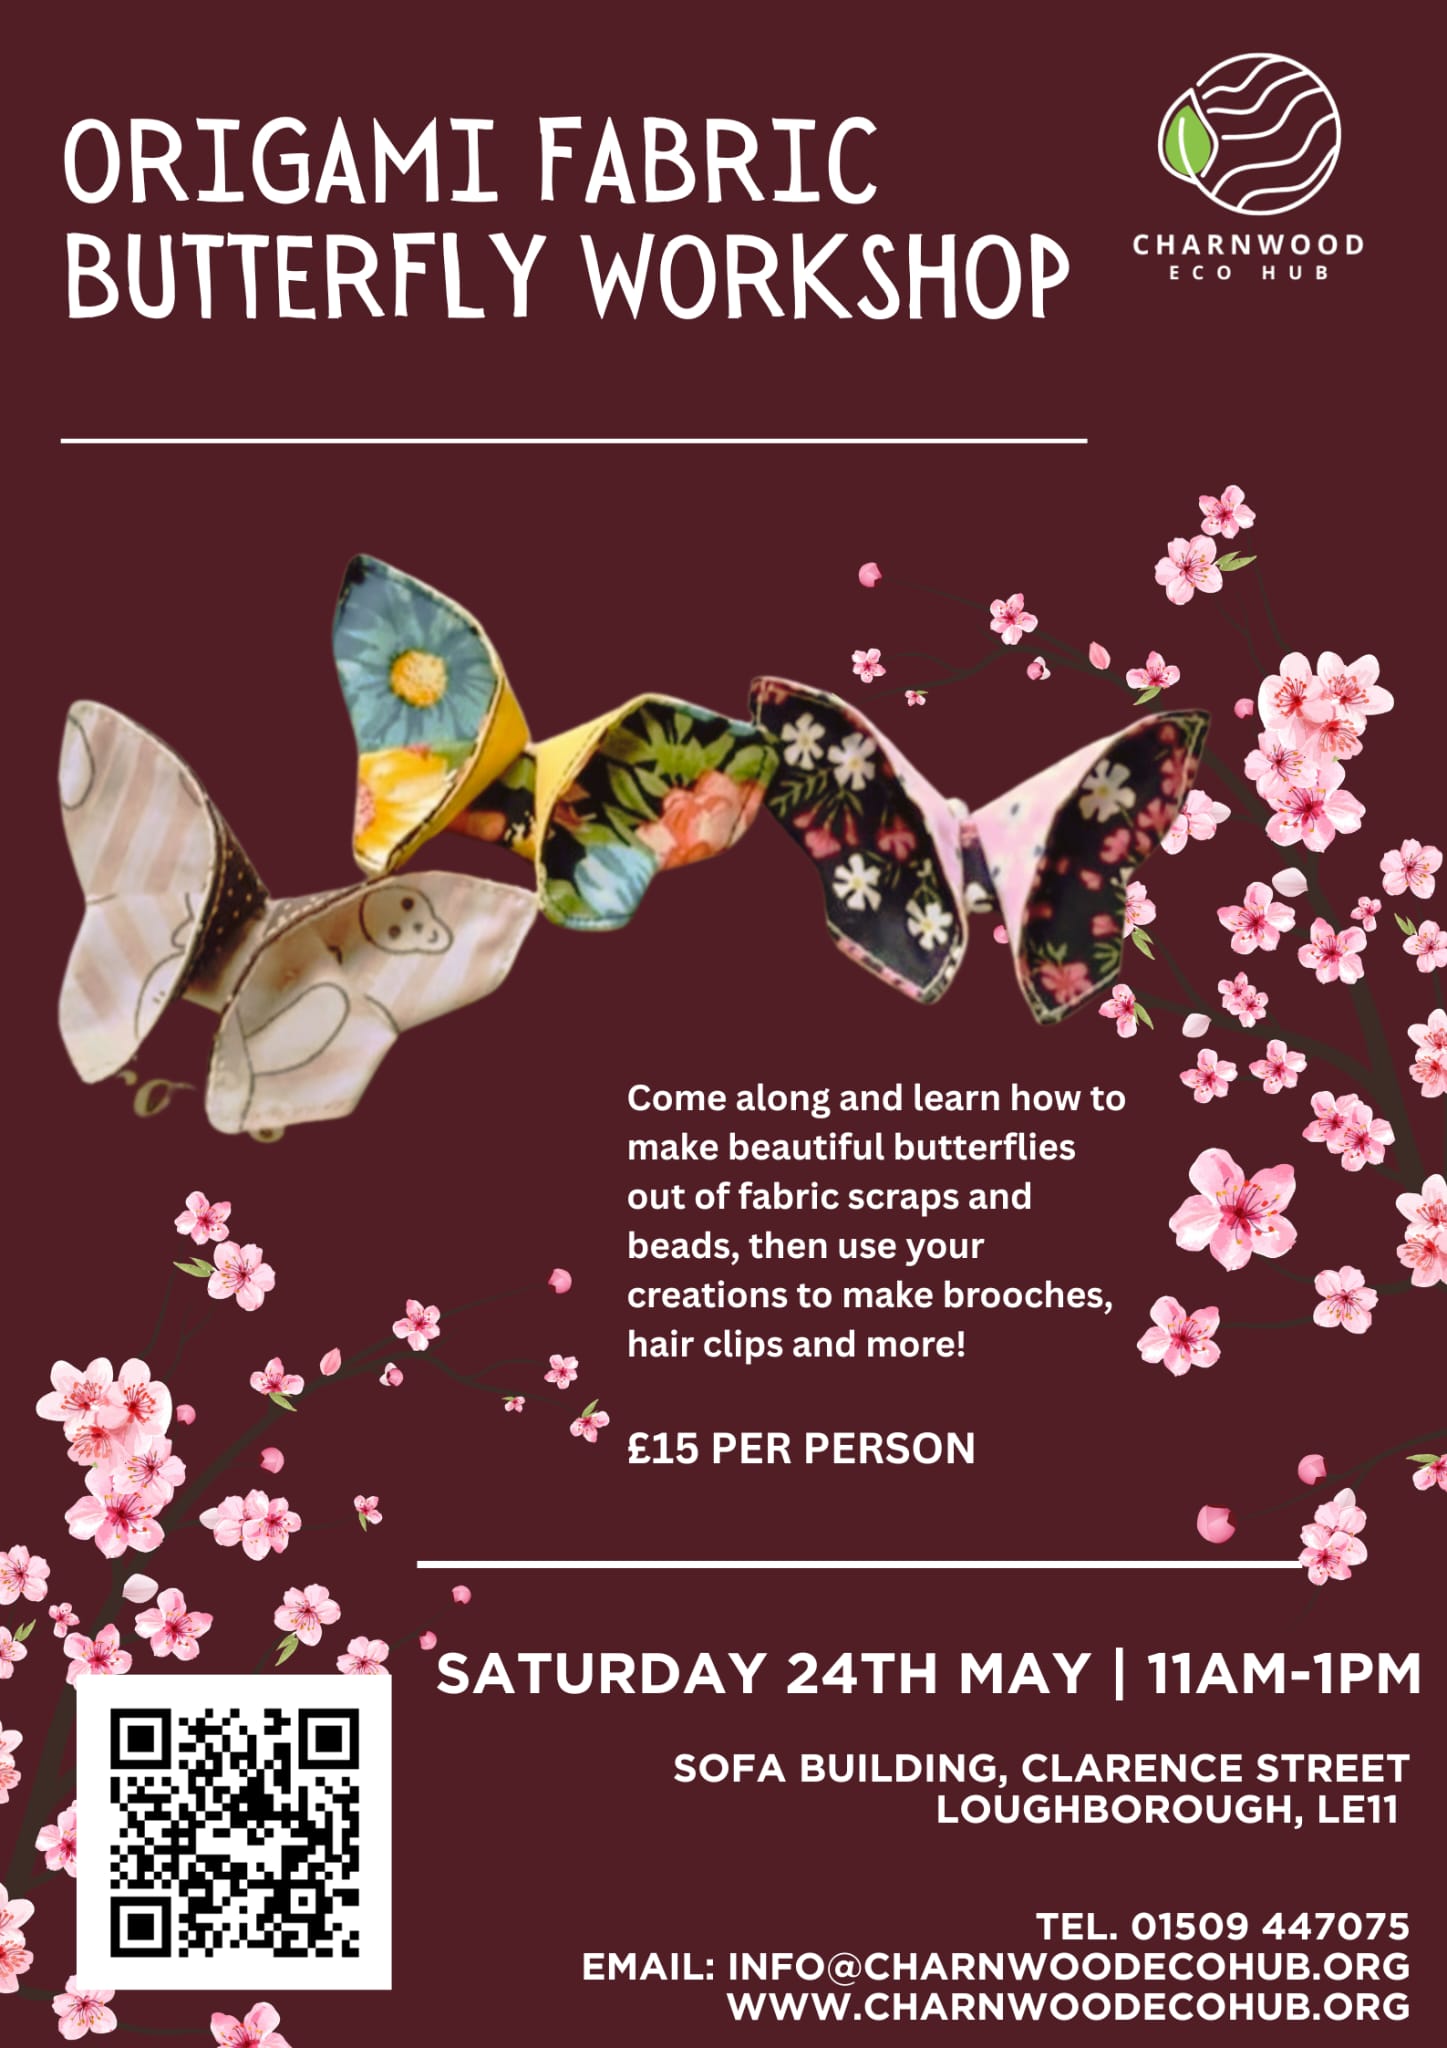 ORIGAMI FABRIC
BUTTERFLY WORKSHOP
CHARNWOOD
ECO HUB
Come along and learn how to
make beautiful butterflies
out of fabric scraps and
beads, then use your
creations to make brooches,
hair clips and more!
£15 PER PERSON
SATURDAY 24TH MAY | 11AM-1PM
SOFA BUILDING, CLARENCE STREET
LOUGHBOROUGH, LE11
TEL. 01509 447075
EMAIL: INFO@CHARNWOODECOHUB.ORG
WWW.CHARNWOODECOHUB.ORG